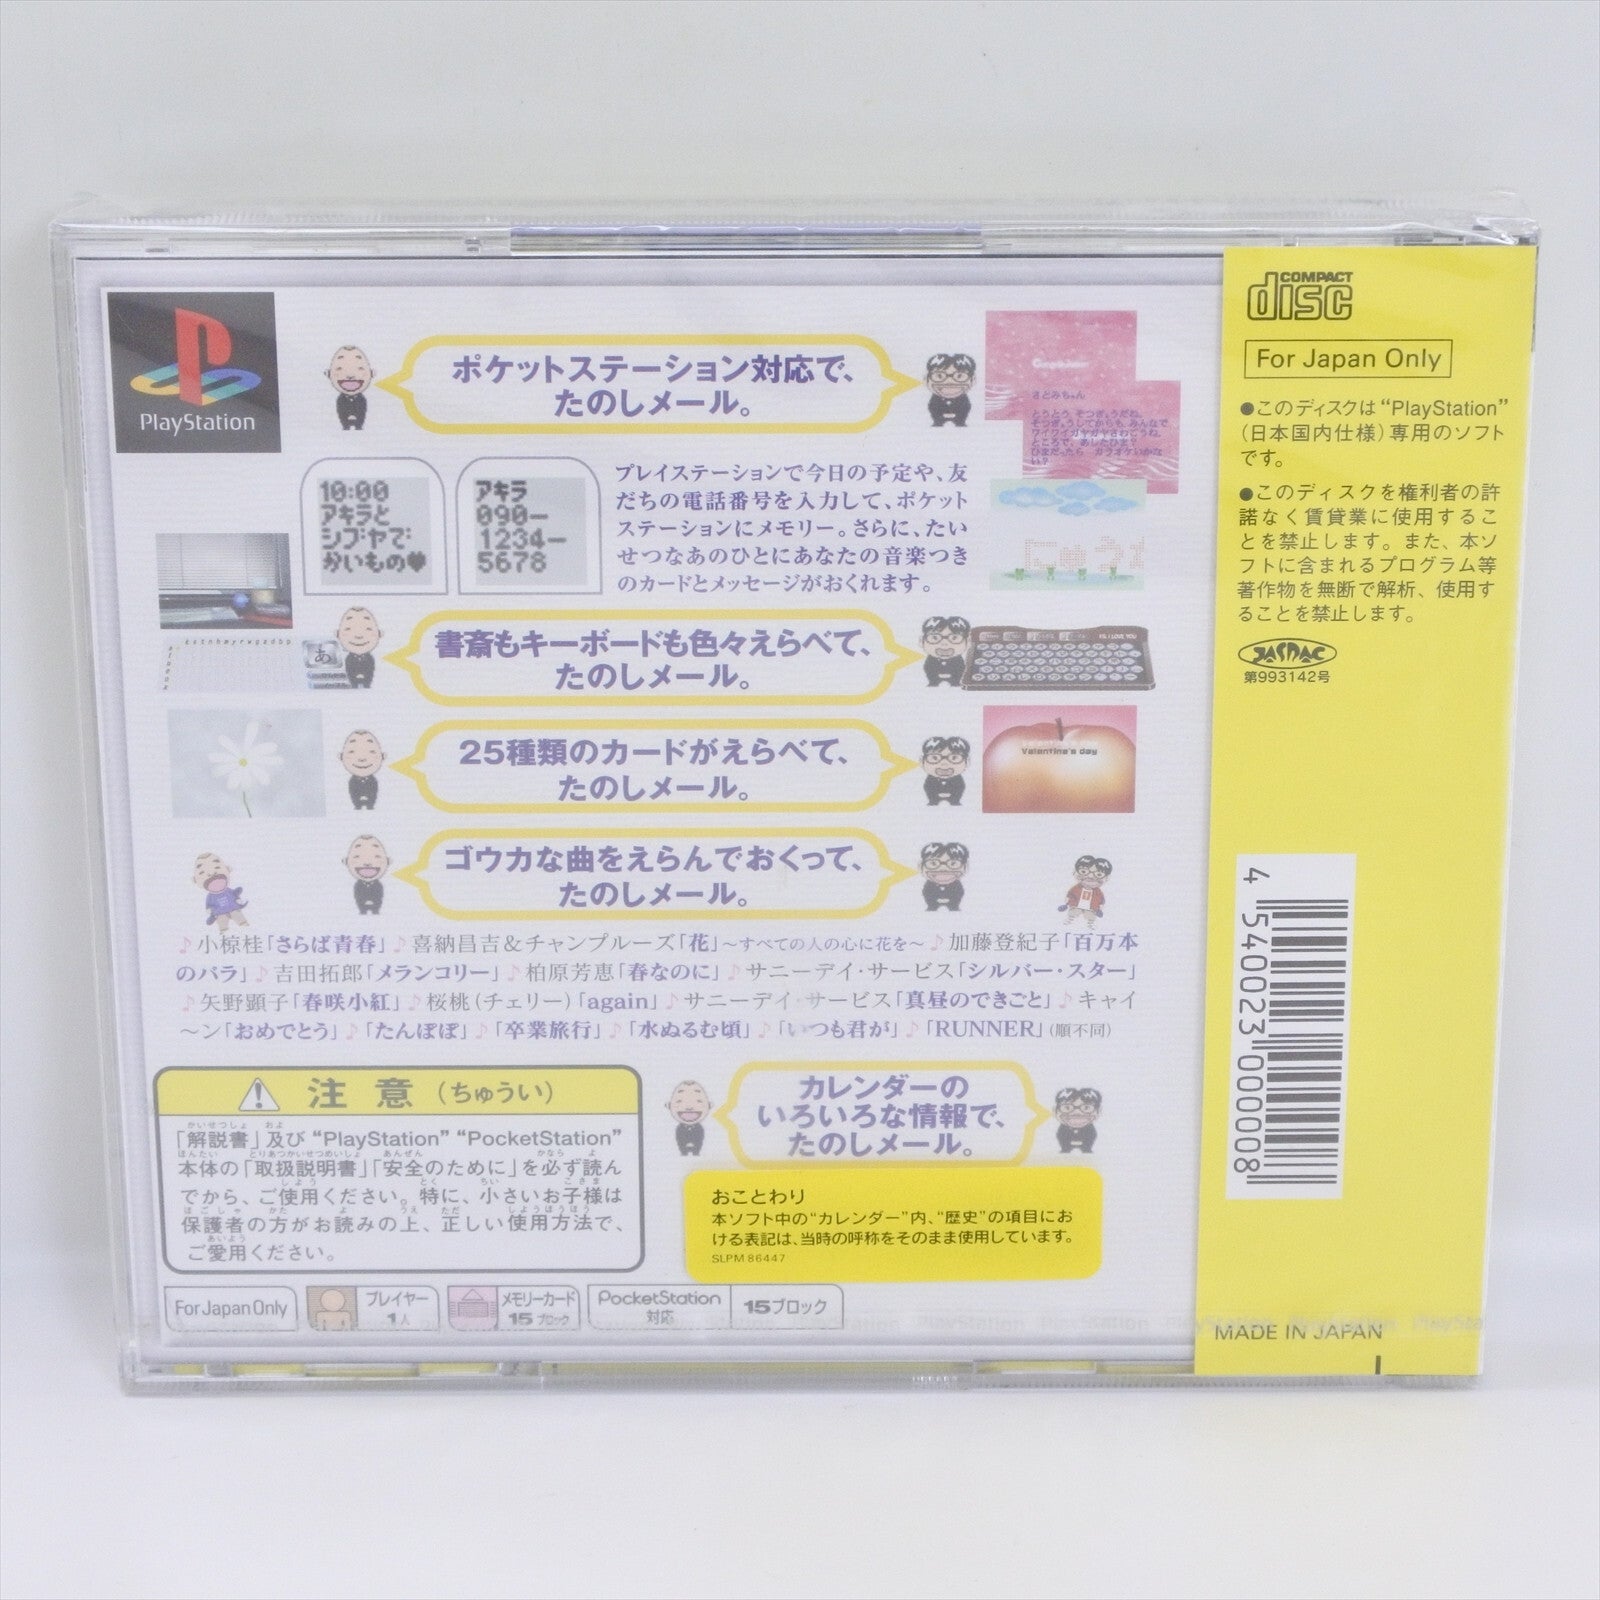 PlayStation
ポケットステーション対応で、
たのしメール。
10:00
アキラと
シブヤで
かいもの♥
アキラ
090-
1234-
5678
プレイステーションで今日の予定や、友
だちの電話番号を入力して、ポケット
ステーションにメモリー。さらに、たい
せつなあのひとにあなたの音楽つき
のカードとメッセージがおくれます。
さとみちゃん
書斎もキーボードも色々えらべて、
たのしメール。
あ
25種類のカードがえらべて、
たのしメール。
Valentine's day
ゴウカな曲をえらんでおくって、
たのしメール。
♪小椋桂「さらば青春」♪喜納昌吉&チャンプルーズ「花」~すべての人の心に花を~♪加藤登紀子「百万本
のバラ」♪吉田拓郎「メランコリー」♪柏原芳恵「春なのに」♪サニーデイ・サービス「シルバー・スター」
♪矢野顕子「春咲小紅」♪桜桃(チェリー)「again」♪サニーデイ・サービス「真昼のできごと」♪キャイ
~ン「おめでとう」♪「たんぽぽ」♪「卒業旅行」♪「水ぬるむ頃」♪「いつも君が」♪「RUNNER」(順不同)
注意(ちゅうい)
「解説書」及び “PlayStation” “PocketStation”
本体の「取扱説明書」「安全のために」を必ず読ん
でから、ご使用ください。特に、小さいお子様は
保護者の方がお読みの上、正しい使用方法で、
ご愛用ください。
カレンダーの
いろいろな情報で、
たのしメール。
おことわり
本ソフト中の“カレンダー”内、“歴史”の項目にお
ける表記は、当時の呼称をそのまま使用しています。
SLPM 86447
For Japan Only
プレイヤー
1人
メモリーカード
15 ブロック
PocketStation
対応
15ブロック
COMPACT
disc
For Japan Only
●このディスクは“PlayStation”
(日本国内仕様)専用のソフト
です。
●このディスクを権利者の許
諾なく賃貸業に使用するこ
とを禁止します。また、本ソ
フトに含まれるプログラム等
著作物を無断で解析、使用す
ることを禁止します。
JASRAC
第993142号
4 540023 000008
MADE IN JAPAN